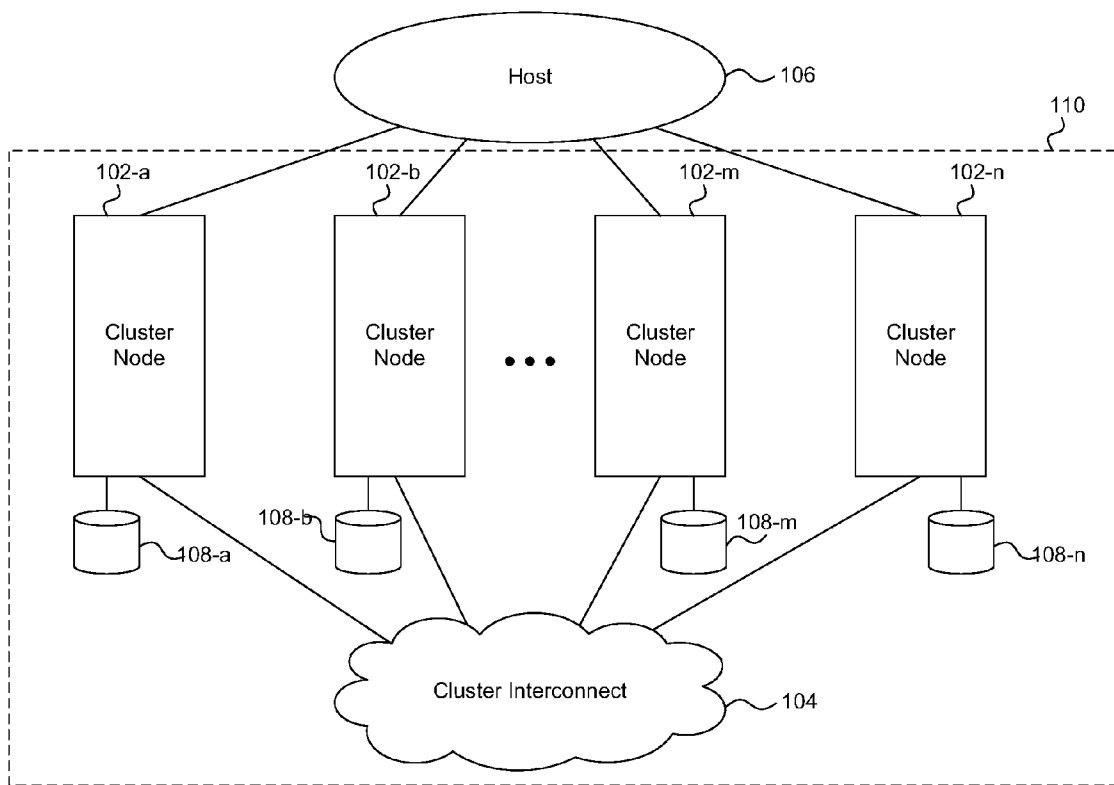 Host
106
110
102-a
102-b
102-m
102-n
Cluster
Node
Cluster
Node
Cluster
Node
Cluster
Node
108-a
108-b
108-m
108-n
Cluster Interconnect
104